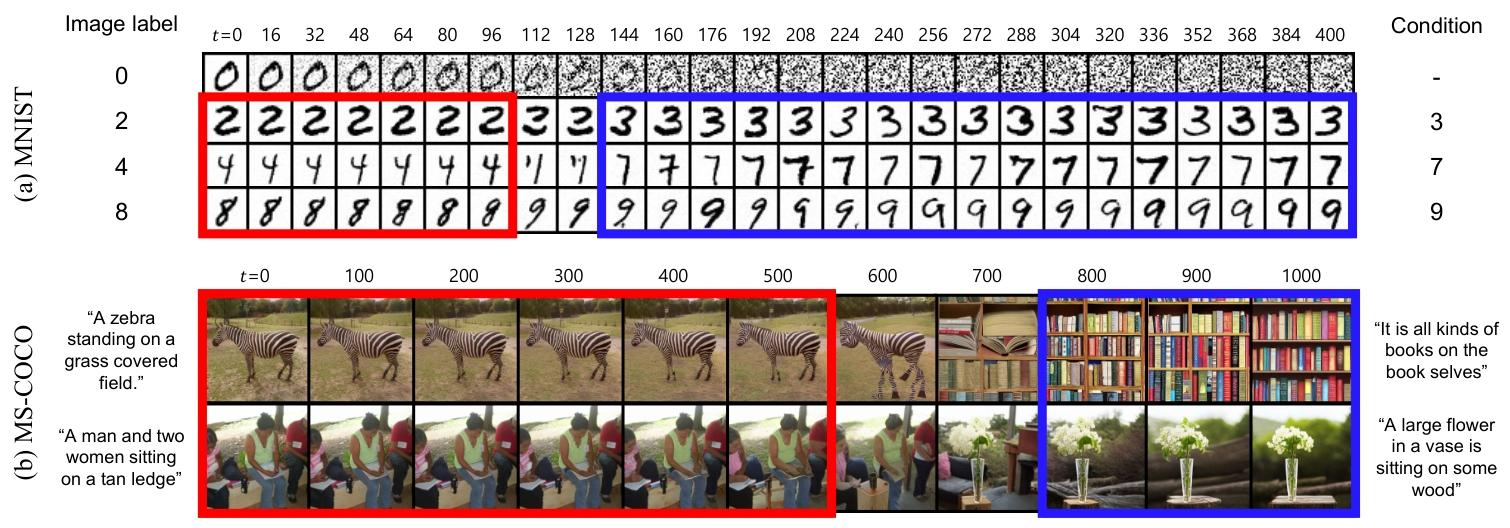 Image label
t=0 16 32 48 64 80 96 112 128 144 160 176 192 208 224 240 256 272 288 304 320 336 352 368 384 400
Condition
(a) MNIST
0
-
2
3
4
7
8
9
t=0 100 200 300 400 500 600 700 800 900 1000
(b) MS-COCO
“A zebra
standing on a
grass covered
field.”
“It is all kinds of
books on the
book selves”
“A man and two
women sitting
on a tan ledge”
“A large flower
in a vase is
sitting on some
wood”